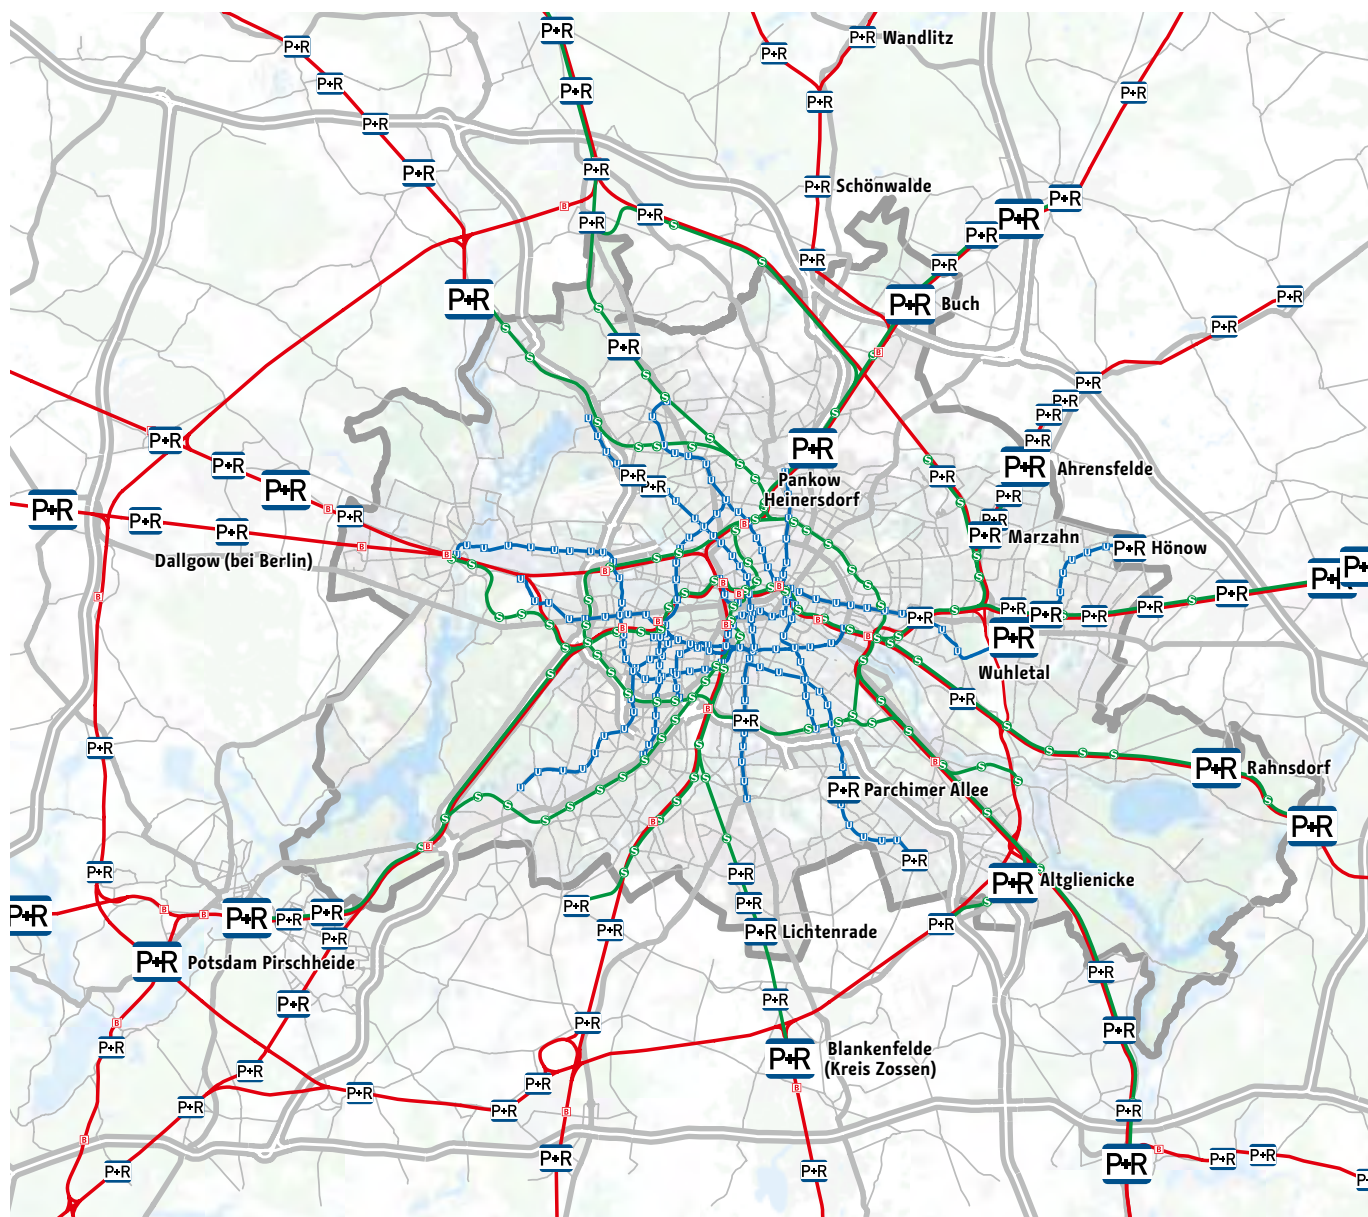 P+R
P+R
P+R Wandlitz
P+R
P+R
P+R
P+R
P+R
P+R
P+R
P+R
P+R Schönwalde
P+R
P+R
B
P+R
P+R
P+R
S
P+R
S
P+R
P+R
P+R
P+R Buch
P+R
S
S
P+R
S
P+R
B
S
P+R
P+R
P+R
P+R
P+R
P+R
P+R
P+R Ahrensfelde
Pankow
Heinersdorf
P+R
P+R
P+R
P+R
P+R
P+R
P+R
B
P+R
P+R
P+R
P+R Marzahn
P+R
P+R
Dallgow (bei Berlin)
B
B
P+R Hönow
P+R
P+R
P+R
P+R
P+R
P+R
P+R
P+R
B
P+R
Wuhletal
P+R
P+R
P+R
P+R Rahnsdorf
P+R Parchimer Allee
P+R
P+R
P+R
P+R
P+R Altglienicke
P+R
P+R
P+R
P+R
P+R
P+R
P+R
P+R
P+R Lichtenrade
P+R
P+R Potsdam Pirschheide
P+R
P+R
P+R
P+R
P+R
P+R
P+R Blankenfelde
(Kreis Zossen)
P+R
P+R
P+R
P+R
P+R
P+R
P+R
P+R
P+R
P+R
P+R
P+R